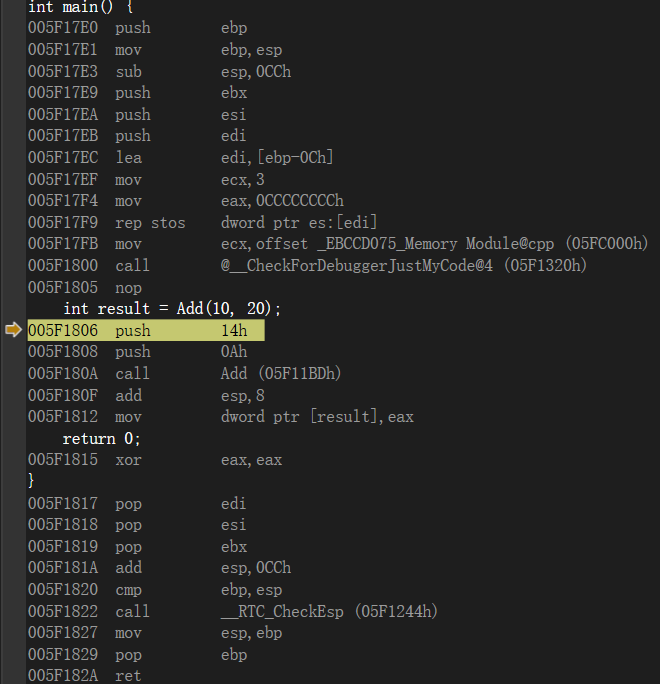 int main() {
005F17E0  push        ebp
005F17E1  mov         ebp,esp
005F17E3  sub         esp,0CCh
005F17E9  push        ebx
005F17EA  push        esi
005F17EB  push        edi
005F17EC  lea         edi,[ebp-0Ch]
005F17EF  mov         ecx,3
005F17F4  mov         eax,0CCCCCCCCh
005F17F9  rep stos    dword ptr es:[edi]
005F17FB  mov         ecx,offset _EBCCD075_Memory Module@cpp (05FC000h)
005F1800  call        @__CheckForDebuggerJustMyCode@4 (05F1320h)
005F1805  nop
    int result = Add(10, 20);
005F1806  push        14h
005F1808  push        0Ah
005F180A  call        Add (05F11BDh)
005F180F  add         esp,8
005F1812  mov         dword ptr [result],eax
    return 0;
005F1815  xor         eax,eax
}
005F1817  pop         edi
005F1818  pop         esi
005F1819  pop         ebx
005F181A  add         esp,0CCh
005F1820  cmp         ebp,esp
005F1822  call        __RTC_CheckEsp (05F1244h)
005F1827  mov         esp,ebp
005F1829  pop         ebp
005F182A  ret